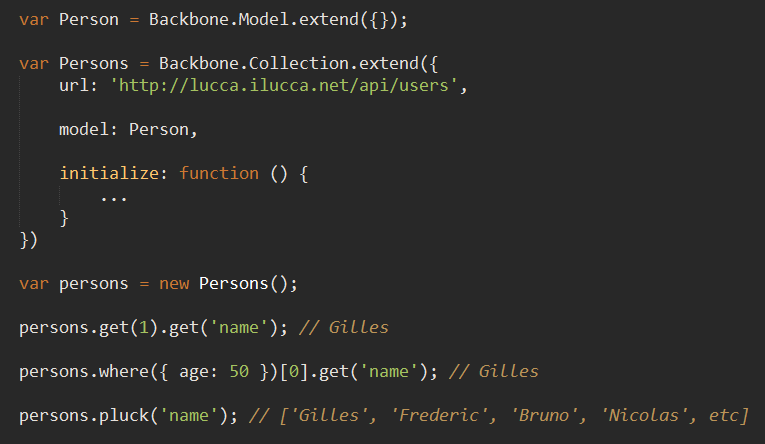 var Person = Backbone.Model.extend({});
var Persons = Backbone.Collection.extend({
url: 'http://lucca.ilucca.net/api/users',
model: Person,
initialize: function () {
...
}
})
var persons = new Persons();
persons.get(1).get('name'); // Gilles
persons.where({ age: 50 })[0].get('name'); // Gilles
persons.pluck('name'); // ['Gilles', 'Frederic', 'Bruno', 'Nicolas', etc]